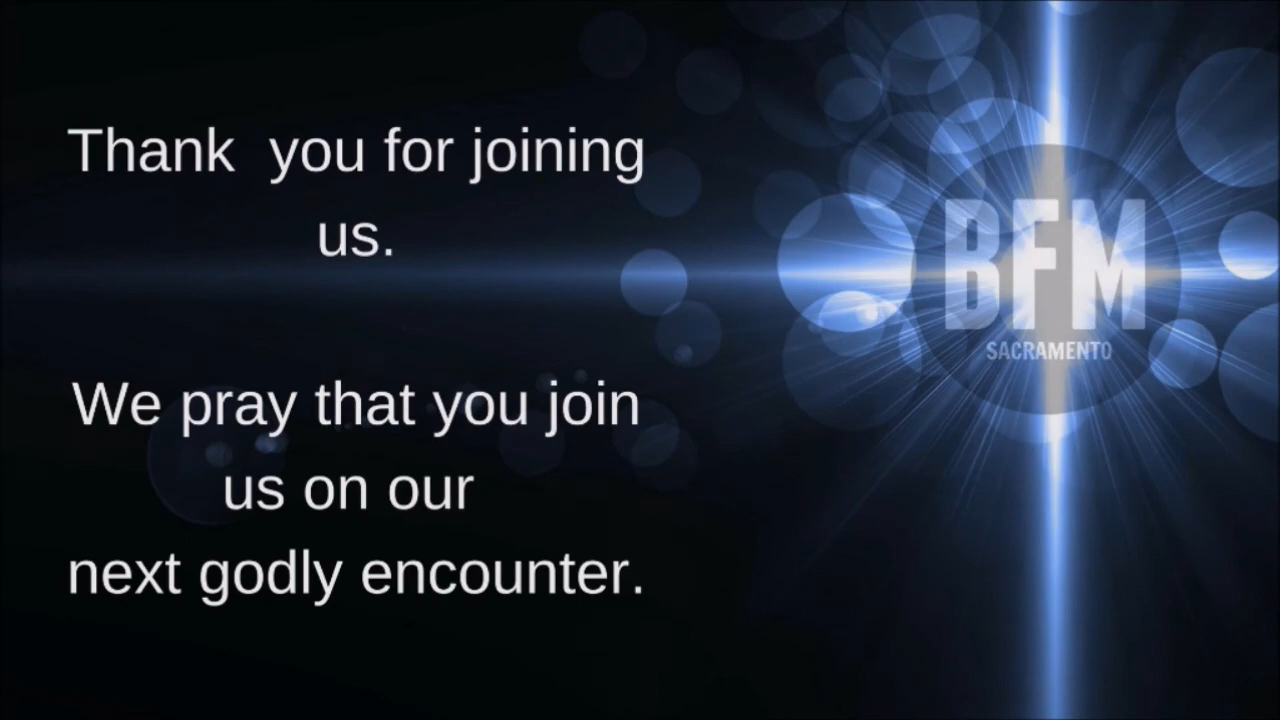 Thank  you for joining
us.
We pray that you join
us on our
next godly encounter.
BFM
SACRAMENTO